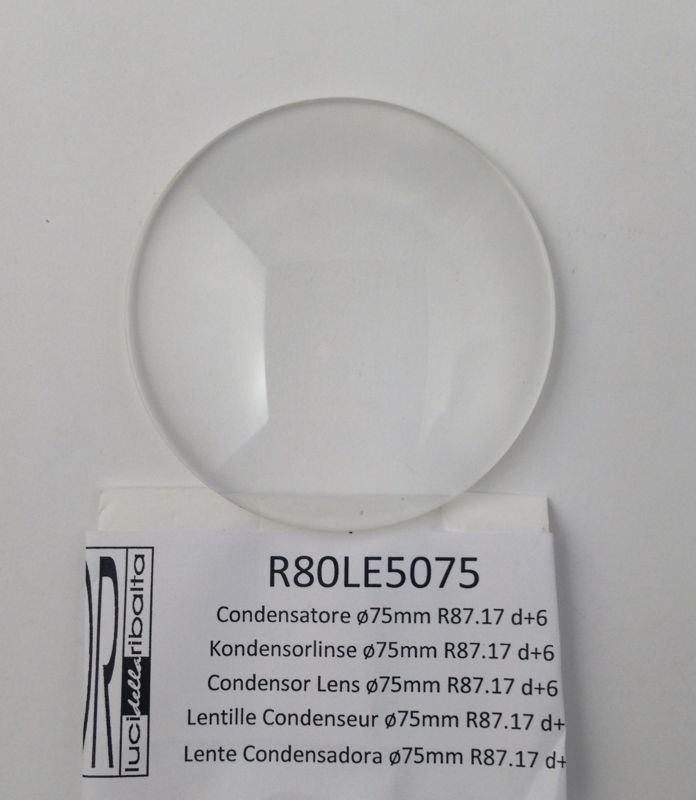 R80LE5075
Condensatore ø75mm R87.17 d+6
Kondensorlinse ø75mm R87.17 d+6
Condensor Lens ø75mm R87.17 d+6
Lentille Condenseur ø75mm R87.17 d+
Lente Condensadora ø75mm R87.17 d+
luci della ribalta